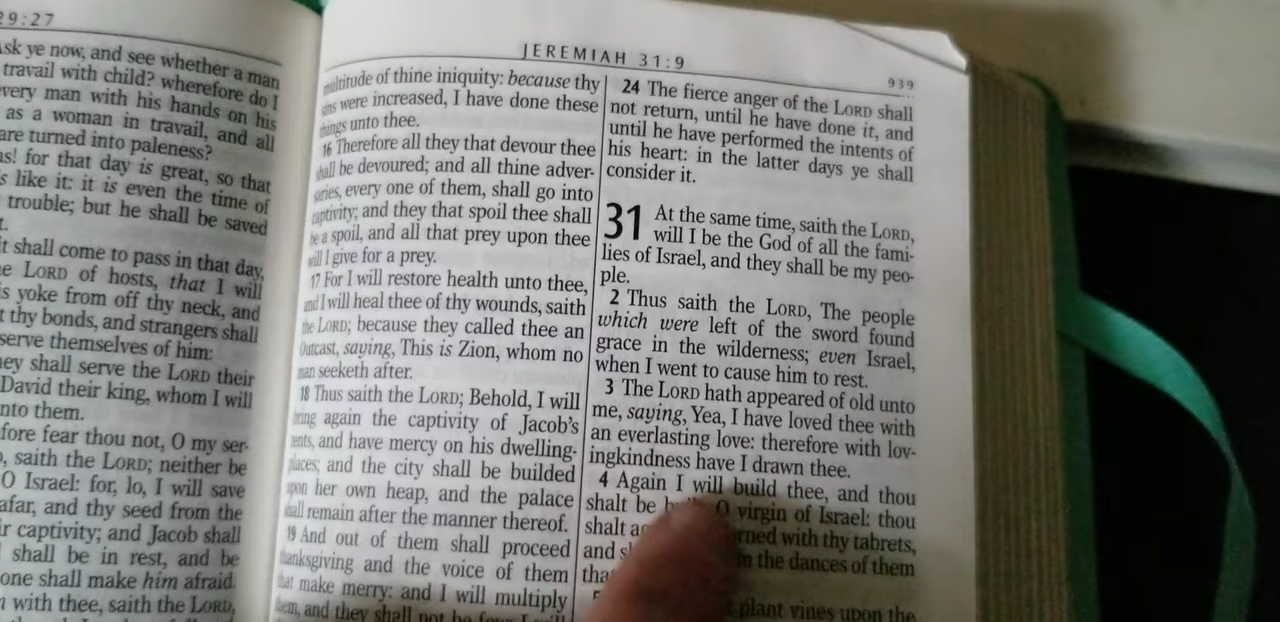 29:27
sk ye now, and see whether a man
travail with child? wherefore do I
very man with his hands on his
as a woman in travail, and all
are turned into paleness?
as! for that day is great, so that
s like it: it is even the time of
trouble; but he shall be saved
t.
it shall come to pass in that day,
e LORD of hosts, that I will
is yoke from off thy neck, and
t thy bonds, and strangers shall
serve themselves of him:
ey shall serve the LORD their
David their king, whom I will
nto them.
fore fear thou not, O my ser-
, saith the LORD; neither be
O Israel: for, lo, I will save
afar, and thy seed from the
ir captivity; and Jacob shall
shall be in rest, and be
one shall make him afraid.
with thee, saith the LORD,
JEREMIAH 31:9
939
multitude of thine iniquity: because thy
sins were increased, I have done these
things unto thee.
16 Therefore all they that devour thee
shall be devoured; and all thine adver-
saries, every one of them, shall go into
captivity; and they that spoil thee shall
be a spoil, and all that prey upon thee
will I give for a prey.
17 For I will restore health unto thee,
and I will heal thee of thy wounds, saith
the LORD; because they called thee an
Outcast, saying, This is Zion, whom no
man seeketh after.
18 Thus saith the LORD; Behold, I will
bring again the captivity of Jacob's
tents, and have mercy on his dwelling-
places; and the city shall be builded
upon her own heap, and the palace
shall remain after the manner thereof.
19 And out of them shall proceed
thanksgiving and the voice of them
that make merry: and I will multiply
them, and they shall not be few: I will
24 The fierce anger of the LORD shall
not return, until he have done it, and
until he have performed the intents of
his heart: in the latter days ye shall
consider it.
31 At the same time, saith the LORD,
will I be the God of all the fami-
lies of Israel, and they shall be my peo-
ple.
2 Thus saith the LORD, The people
which were left of the sword found
grace in the wilderness; even Israel,
when I went to cause him to rest.
3 The LORD hath appeared of old unto
me, saying, Yea, I have loved thee with
an everlasting love: therefore with lov-
ingkindness have I drawn thee.
4 Again I will build thee, and thou
shalt be O virgin of Israel: thou
shalt rned with thy tabrets,
and in the dances of them
tha
5 plant vines upon the